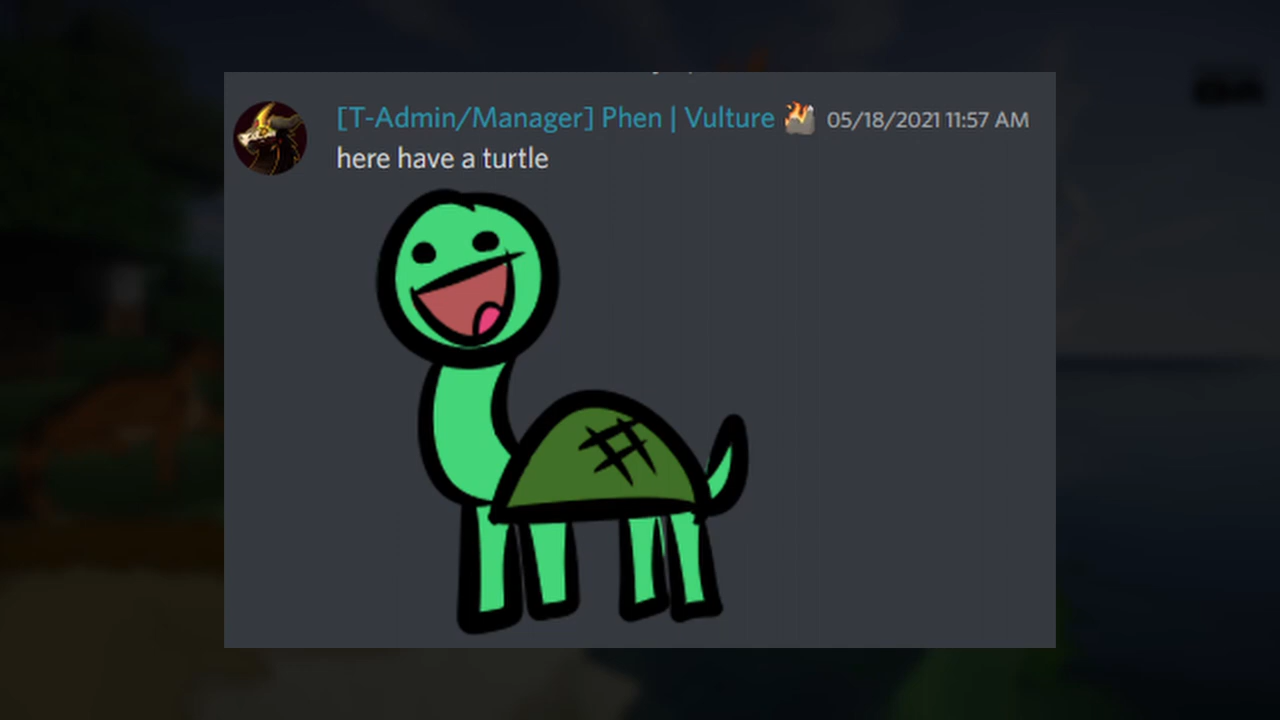 [T-Admin/Manager] Phen | Vulture 05/18/2021 11:57 AM
here have a turtle